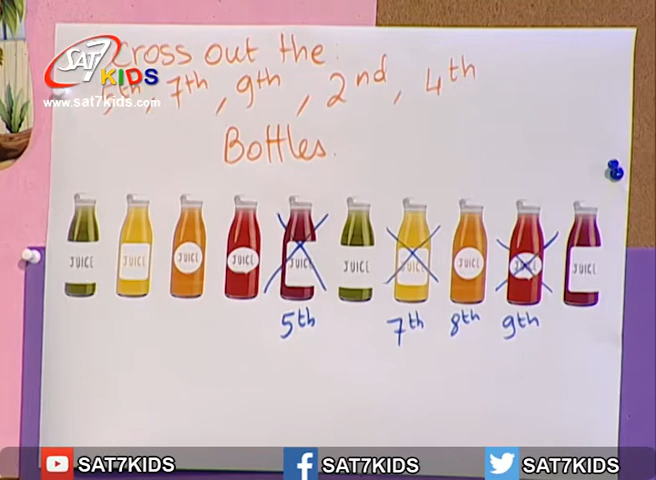 Cross out the:
5th, 7th, 9th, 2nd, 4th
Bottles.
SAT7
KIDS
www.sat7kids.com
JUICE JUICE JUICE JUICE JUICE JUICE JUICE JUICE JUICE JUICE
5th 7th 8th 9th
SAT7KIDS SAT7KIDS SAT7KIDS